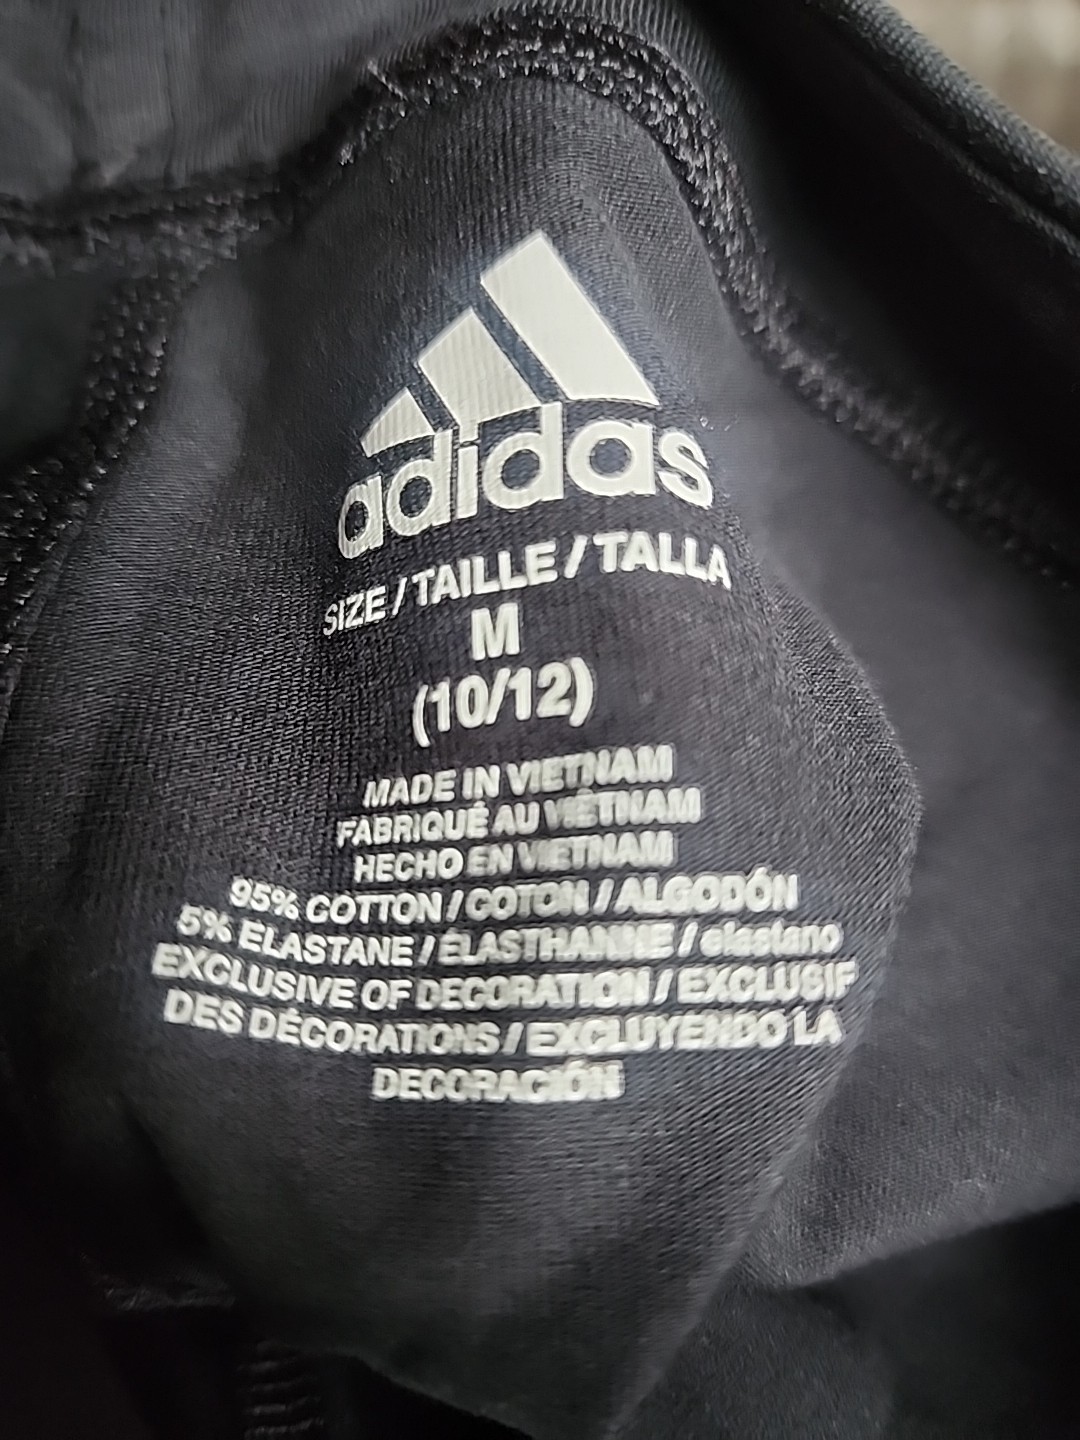 adidas
SIZE / TAILLE / TALLA
M
(10/12)
MADE IN VIETNAM
FABRIQUÉ AU VIÊTNAM
HECHO EN VIETNAM
95% COTTON / COTON / ALGODÓN
5% ELASTANE / ÉLASTHANNE / elastano
EXCLUSIVE OF DECORATION / EXCLUSIF
DES DÉCORATIONS / EXCLUYENDO LA
DECORACIÓN